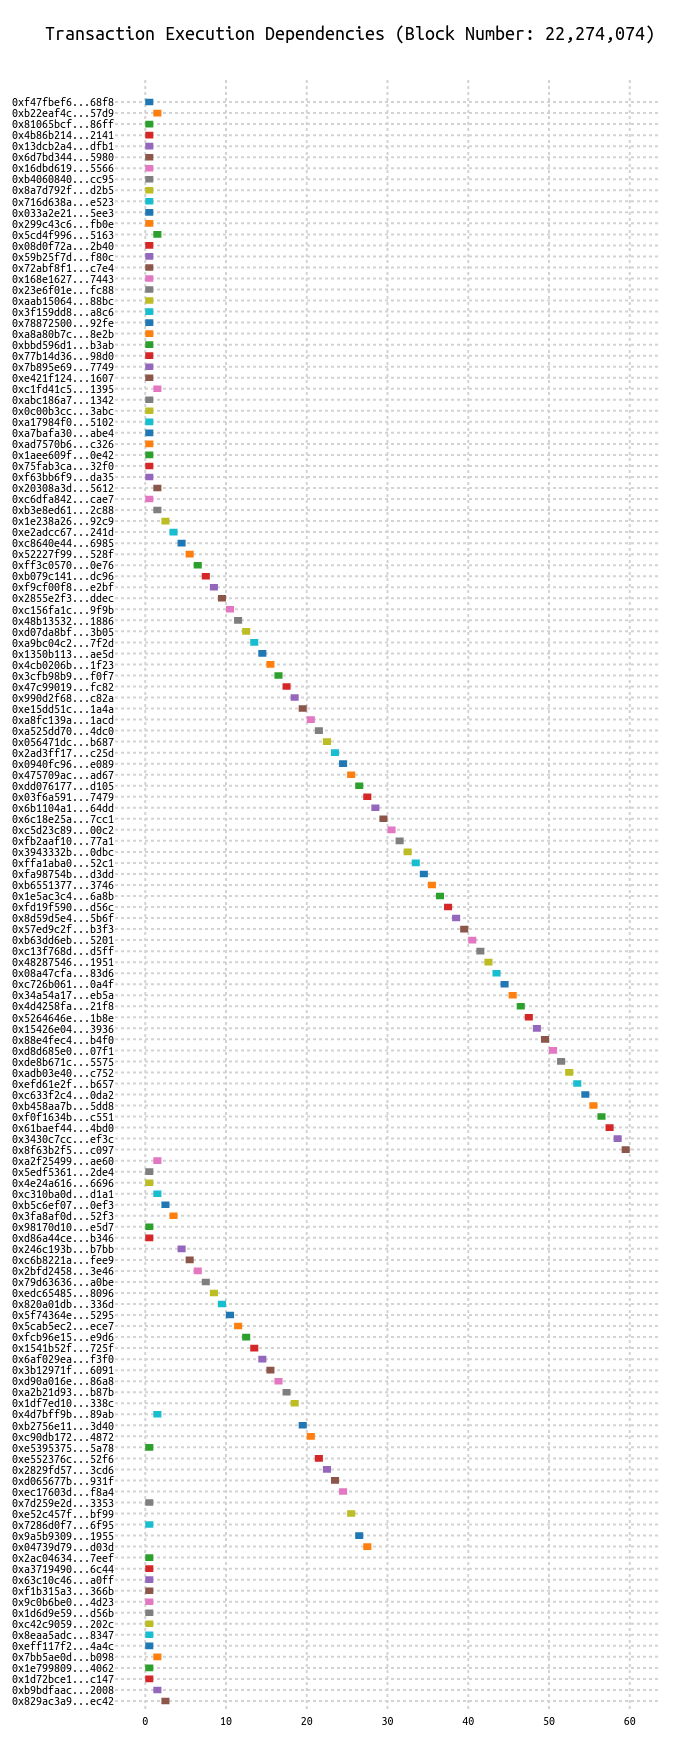 Transaction Execution Dependencies (Block Number: 22,274,074)
0xf47fbef6...68f8
0xb22eaf4c...57d9
0x81065bcf...86ff
0x4b86b214...2141
0x13dcb2a4...dfb1
0x6d7bd344...5980
0x16dbd619...5566
0xb4060840...cc95
0x8a7d792f...d2b5
0x716d638a...e523
0x033a2e21...5ee3
0x299c43c6...fb0e
0x5cd4f996...5163
0x08d0f72a...2b40
0x59b25f7d...f80c
0x72abf8f1...c7e4
0x168e1627...7443
0x23e6f01e...fc88
0xaab15064...88bc
0x3f159dd8...a8c6
0x78872500...92fe
0xa8a80b7c...8e2b
0xbbd596d1...b3ab
0x77b14d36...98d0
0x7b895e69...7749
0xe421f124...1607
0xc1fd41c5...1395
0xabc186a7...1342
0x0c00b3cc...3abc
0xa17984f0...5102
0xa7bafa30...abe4
0xad7570b6...c326
0x1aee609f...0e42
0x75fab3ca...32f0
0xf63bb6f9...da35
0x20308a3d...5612
0xc6dfa842...cae7
0xb3e8ed61...2c88
0x1e238a26...92c9
0xe2adcc67...241d
0xc8640e44...6985
0x52227f99...528f
0xff3c0570...0e76
0xb079c141...dc96
0xf9cf00f8...e2bf
0x2855e2f3...ddec
0xc156fa1c...9f9b
0x48b13532...1886
0xd07da8bf...3b05
0xa9bc04c2...7f2d
0x1350b113...ae5d
0x4cb0206b...1f23
0x3cfb98b9...f0f7
0x47c99019...fc82
0x990d2f68...c82a
0xe15dd51c...1a4a
0xa8fc139a...1acd
0xa525dd70...4dc0
0x056471dc...b687
0x2ad3ff17...c25d
0x0940fc96...e089
0x475709ac...ad67
0xdd076177...d105
0x03f6a591...7479
0x6b1104a1...64dd
0x6c18e25a...7cc1
0xc5d23c89...00c2
0xfb2aaf10...77a1
0x3943332b...0dbc
0xffa1aba0...52c1
0xfa98754b...d3dd
0xb6551377...3746
0x1e5ac3c4...6a8b
0xfd19f590...d56c
0x8d59d5e4...5b6f
0x57ed9c2f...b3f3
0xb63dd6eb...5201
0xc13f768d...d5ff
0x48287546...1951
0x08a47cfa...83d6
0xc726b061...0a4f
0x34a54a17...eb5a
0x4d4258fa...21f8
0x5264646e...1b8e
0x15426e04...3936
0x88e4fec4...b4f0
0xd8d685e0...07f1
0xde8b671c...5575
0xadb03e40...c752
0xefd61e2f...b657
0xc633f2c4...0da2
0xb458aa7b...5dd8
0xf0f1634b...c551
0x61baef44...4bd0
0x3430c7cc...ef3c
0x8f63b2f5...c097
0xa2f25499...ae60
0x5edf5361...2de4
0x4e24a616...6696
0xc310ba0d...d1a1
0xb5c6ef07...0ef3
0x3fa8af0d...52f3
0x98170d10...e5d7
0xd86a44ce...b346
0x246c193b...b7bb
0xc6b8221a...fee9
0x2bfd2458...3e46
0x79d63636...a0be
0xedc65485...8096
0x820a01db...336d
0x5f74364e...5295
0x5cab5ec2...ece7
0xfcb96e15...e9d6
0x1541b52f...725f
0x6af029ea...f3f0
0x3b12971f...6091
0xd90a016e...86a8
0xa2b21d93...b87b
0x1df7ed10...338c
0x4d7bff9b...89ab
0xb2756e11...3d40
0xc90db172...4872
0xe5395375...5a78
0xe552376c...52f6
0x2829fd57...3cd6
0xd065677b...931f
0xec17603d...f8a4
0x7d259e2d...3353
0xe52c457f...bf99
0x7286d0f7...6f95
0x9a5b9309...1955
0x04739d79...d03d
0x2ac04634...7eef
0xa3719490...6c44
0x63c10c46...a0ff
0xf1b315a3...366b
0x9c0b6be0...4d23
0x1d6d9e59...d56b
0xc42c9059...202c
0x8eaa5adc...8347
0xeff117f2...4a4c
0x7bb5ae0d...b098
0x1e799809...4062
0x1d72bce1...c147
0xb9bdfaac...2008
0x829ac3a9...ec42
0 10 20 30 40 50 60